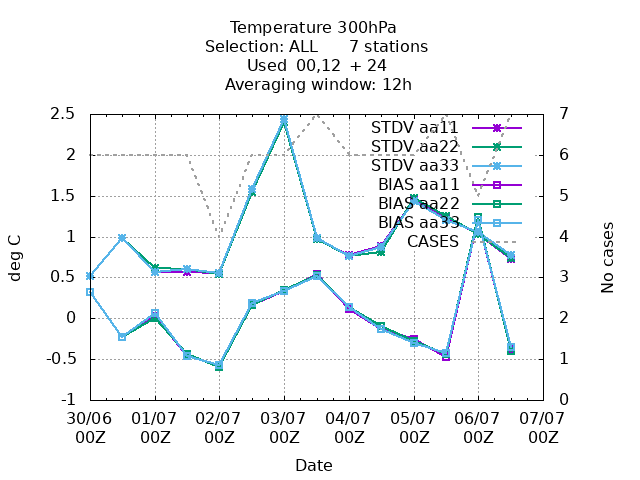 Temperature 300hPa
Selection: ALL 7 stations
Used 00,12 + 24
Averaging window: 12h
2.5 7
STDV aa11
STDV aa22
2 6
STDV aa33
BIAS aa11
1.5 5
BIAS aa22
BIAS aa33
1 4
CASES
deg C
No cases
0.5 3
0 2
-0.5 1
-1 0
30/06 01/07 02/07 03/07 04/07 05/07 06/07 07/07
00Z 00Z 00Z 00Z 00Z 00Z 00Z 00Z
Date